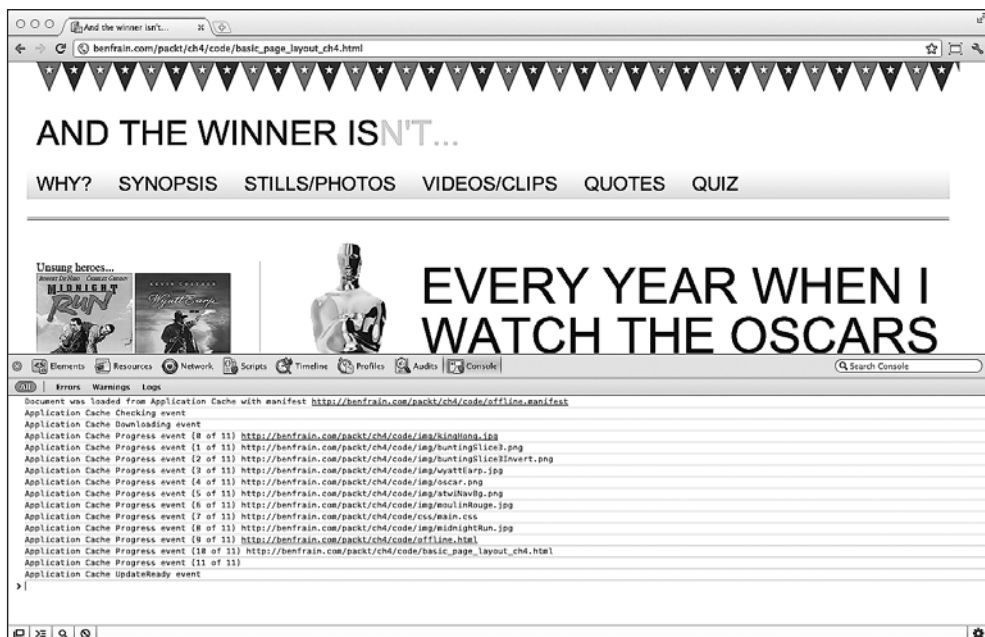 And the winner isn't...
benfrain.com/packt/ch4/code/basic_page_layout_ch4.html
AND THE WINNER ISN'T...
WHY? SYNOPSIS STILLS/PHOTOS VIDEOS/CLIPS QUOTES QUIZ
Unsung heroes...
ROBERT DE NIRO CHARLES GRODIN
MIDNIGHT
RUN
KEVIN COSTNER
Wyatt Earp
EVERY YEAR WHEN I
WATCH THE OSCARS
Elements Resources Network Scripts Timeline Profiles Audits Console Search Console
All Errors Warnings Logs
Document was loaded from Application Cache with manifest http://benfrain.com/packt/ch4/code/offline.manifest
Application Cache Checking event
Application Cache Downloading event
Application Cache Progress event (0 of 11) http://benfrain.com/packt/ch4/code/img/kingHong.jpg
Application Cache Progress event (1 of 11) http://benfrain.com/packt/ch4/code/img/buntingSlice3.png
Application Cache Progress event (2 of 11) http://benfrain.com/packt/ch4/code/img/buntingSlice3Invert.png
Application Cache Progress event (3 of 11) http://benfrain.com/packt/ch4/code/img/wyattEarp.jpg
Application Cache Progress event (4 of 11) http://benfrain.com/packt/ch4/code/img/oscar.png
Application Cache Progress event (5 of 11) http://benfrain.com/packt/ch4/code/img/atwiNavBg.png
Application Cache Progress event (6 of 11) http://benfrain.com/packt/ch4/code/img/moulinRouge.jpg
Application Cache Progress event (7 of 11) http://benfrain.com/packt/ch4/code/css/main.css
Application Cache Progress event (8 of 11) http://benfrain.com/packt/ch4/code/img/midnightRun.jpg
Application Cache Progress event (9 of 11) http://benfrain.com/packt/ch4/code/offline.html
Application Cache Progress event (10 of 11) http://benfrain.com/packt/ch4/code/basic_page_layout_ch4.html
Application Cache Progress event (11 of 11)
Application Cache UpdateReady event